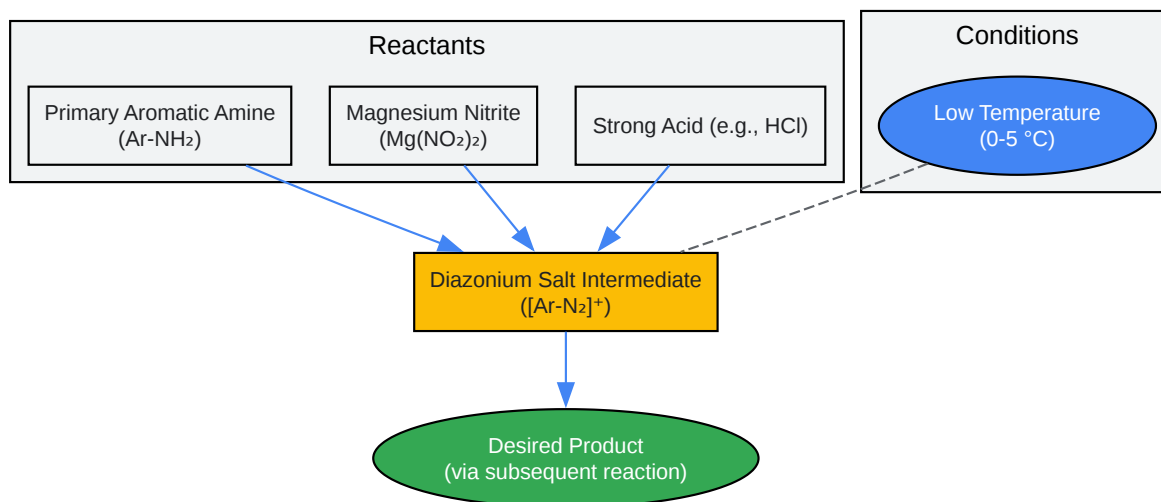 Reactants
Conditions
Primary Aromatic Amine
(Ar-NH₂)
Magnesium Nitrite
(Mg(NO₂)₂)
Strong Acid (e.g., HCl)
Low Temperature
(0-5 °C)
Diazonium Salt Intermediate
([Ar-N₂]⁺)
Desired Product
(via subsequent reaction)